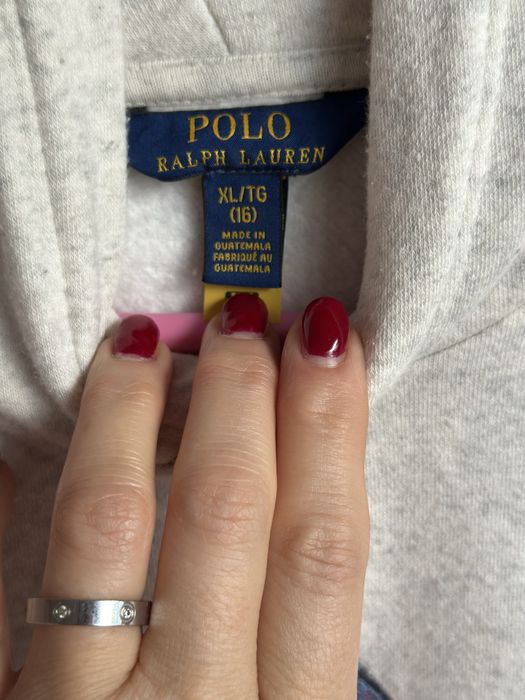 POLO
RALPH LAUREN
XL/TG
(16)
MADE IN
GUATEMALA
FABRIQUÉ AU
GUATEMALA